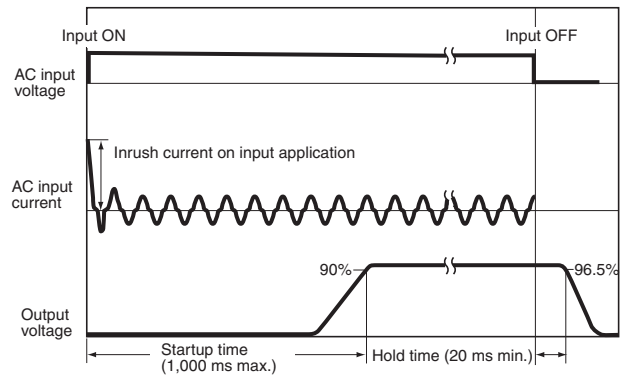 Input ON
Input OFF
AC input
voltage
Inrush current on input application
AC input
current
90%
96.5%
Output
voltage
Startup time
(1,000 ms max.)
Hold time (20 ms min.)